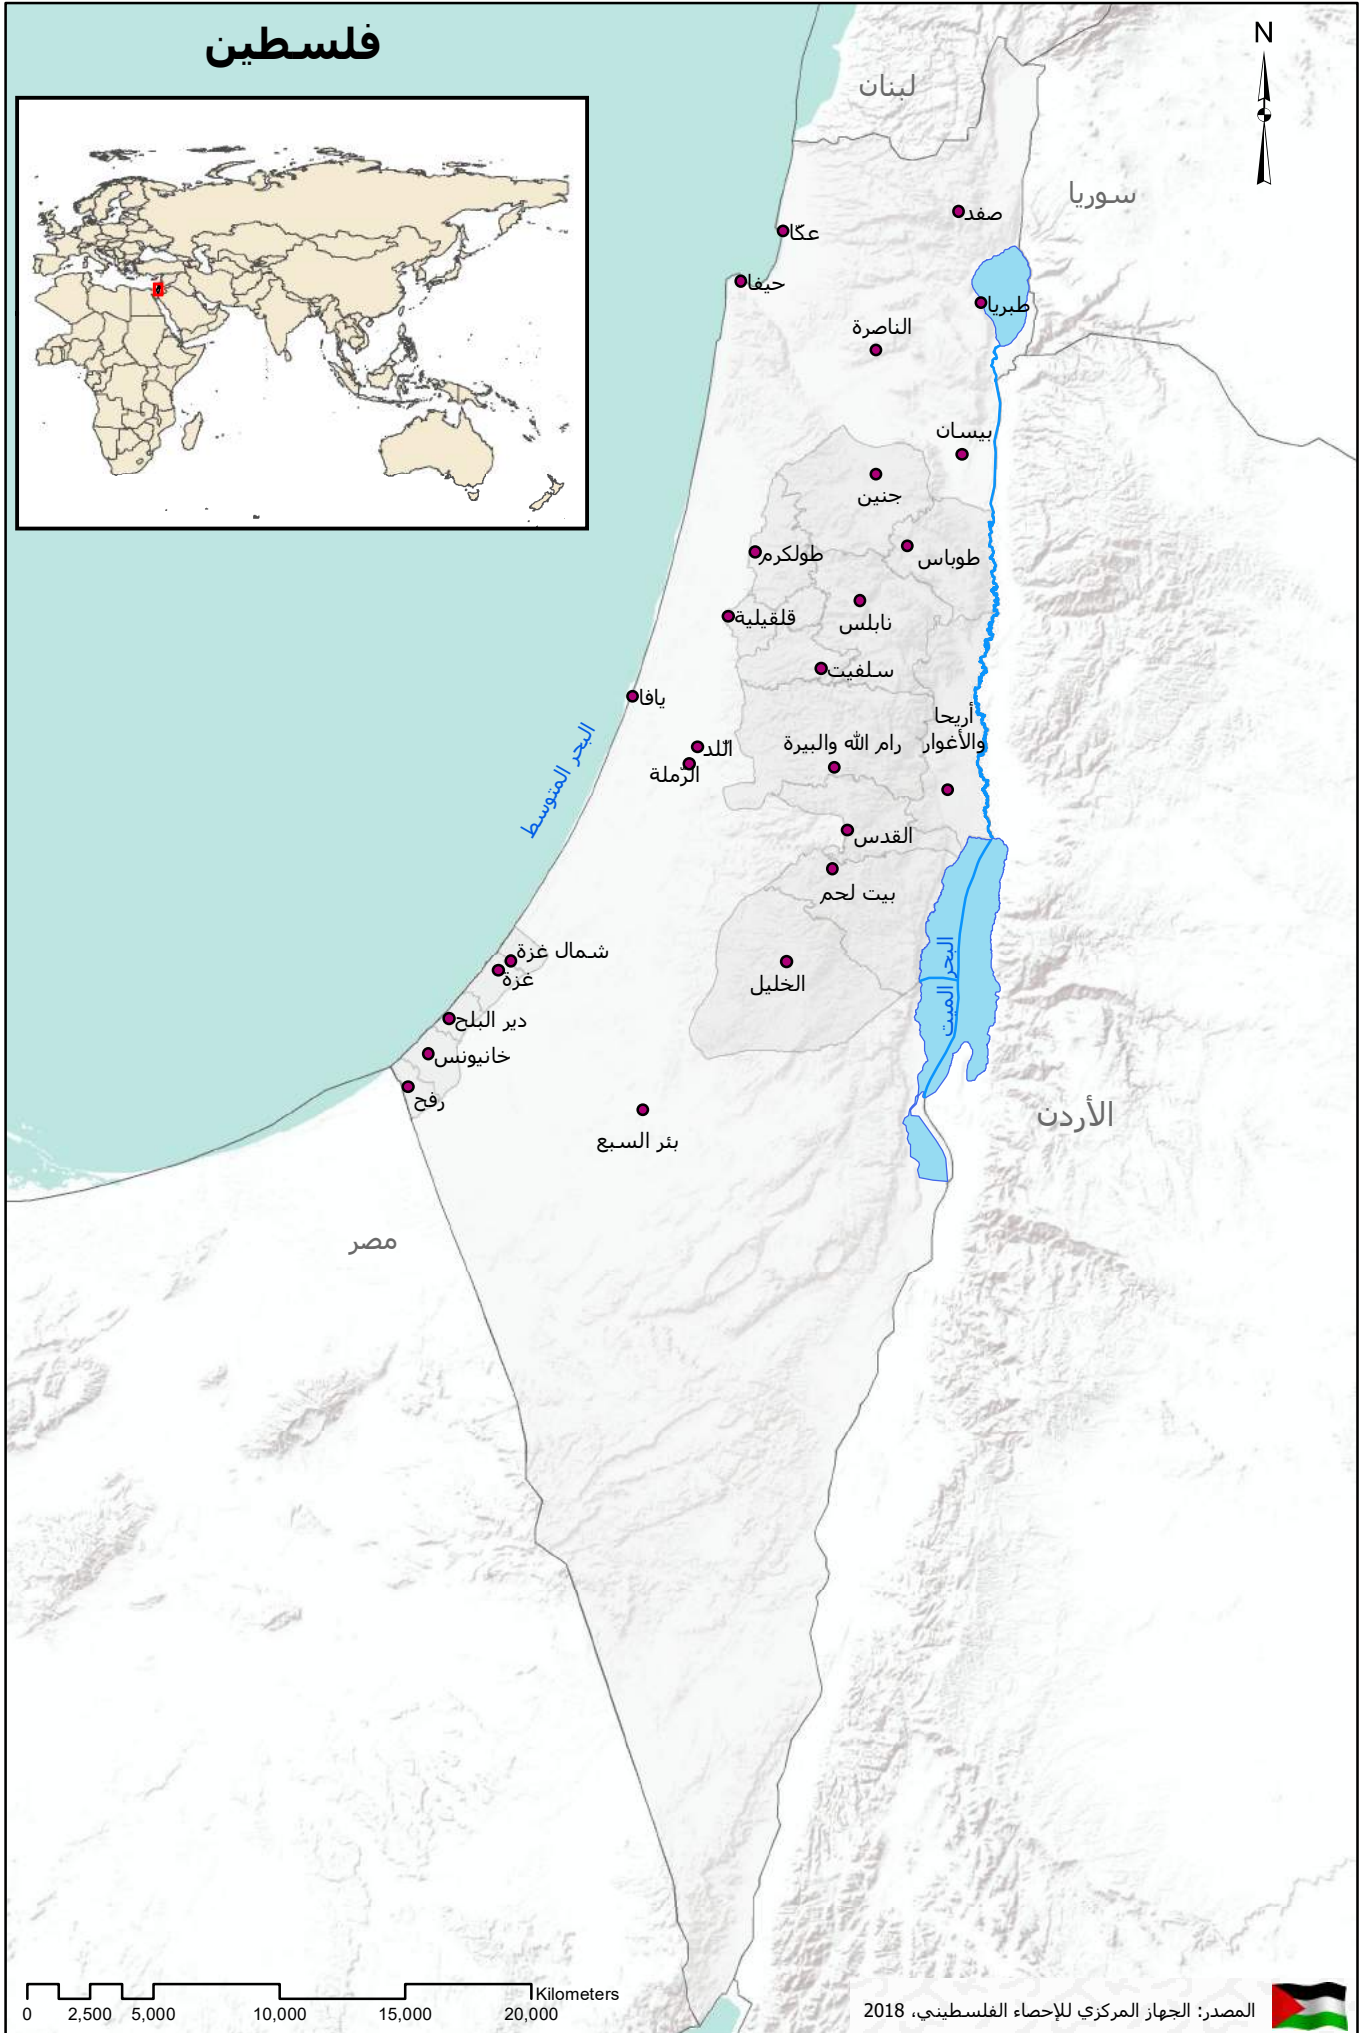 فلسطين
N
لبنان
سوريا
صفد
عكّا
حيفا
طبريا
الناصرة
بيسان
جنين
طولكرم
طوباس
نابلس
قلقيلية
سلفيت
يافا
أريحا
والأغوار
رام الله والبيرة
اللد
الرملة
البحر المتوسط
القدس
بيت لحم
شمال غزة
غزة
الخليل
البحر الميت
دير البلح
خانيونس
رفح
بئر السبع
الأردن
مصر
Kilometers
0 2,500 5,000 10,000 15,000 20,000
المصدر: الجهاز المركزي للإحصاء الفلسطيني، 2018